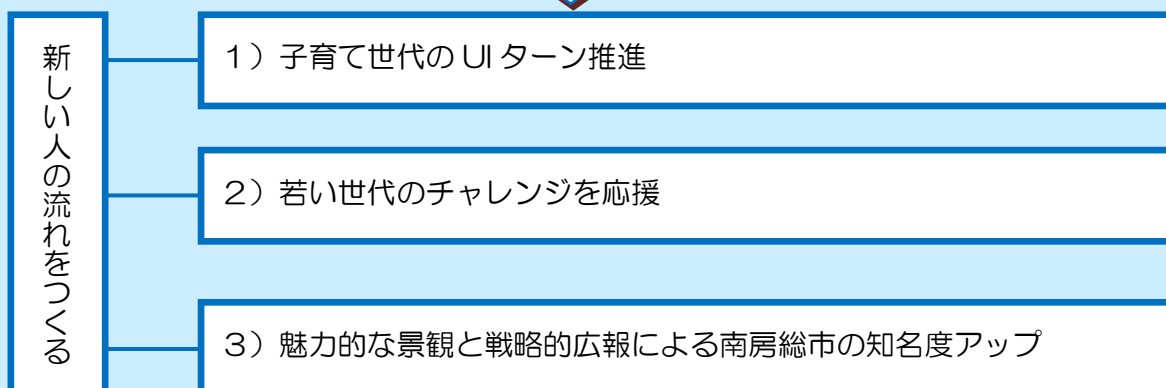 新しい人の流れをつくる
１）子育て世代のUIターン推進
２）若い世代のチャレンジを応援
３）魅力的な景観と戦略的広報による南房総市の知名度アップ